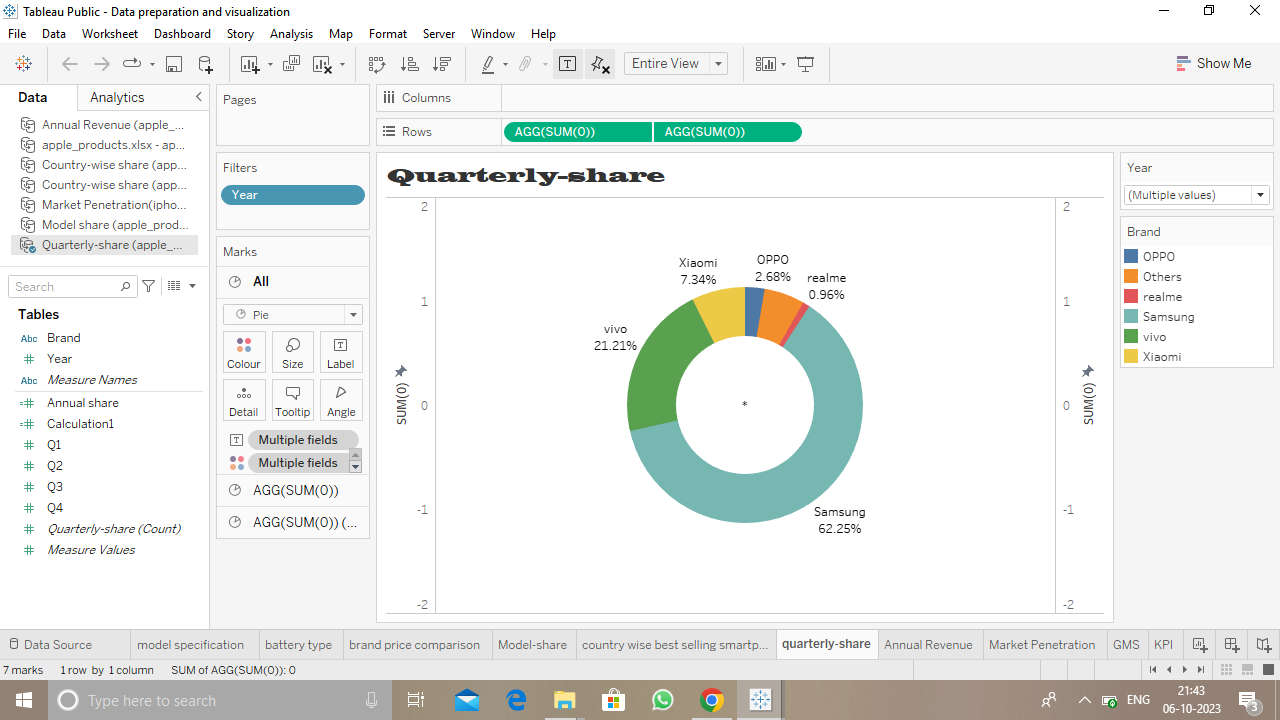 Tableau Public - Data preparation and visualization
File Data Worksheet Dashboard Story Analysis Map Format Server Window Help
Entire View
Show Me
Data Analytics
Annual Revenue (apple_...
apple_products.xlsx - ap...
Country-wise share (app...
Country-wise share (app...
Market Penetration(ipho...
Model share (apple_prod...
Quarterly-share (apple_...
Search
Tables
Abc Brand
Year
Abc Measure Names
Annual share
Calculation1
Q1
Q2
Q3
Q4
Quarterly-share (Count)
Measure Values
Pages
Filters
Year
Marks
All
Pie
Colour Size Label
Detail Tooltip Angle
Multiple fields
Multiple fields
AGG(SUM(0))
AGG(SUM(0)) (...
Columns
Rows AGG(SUM(0)) AGG(SUM(0))
Quarterly-share
2
1
0
-1
-2
SUM(0)
Xiaomi
7.34%
OPPO
2.68%
realme
0.96%
vivo
21.21%
*
Samsung
62.25%
2
1
0
-1
-2
SUM(0)
Year
(Multiple values)
Brand
OPPO
Others
realme
Samsung
vivo
Xiaomi
Data Source model specification battery type brand price comparison Model-share country wise best selling smartp... quarterly-share Annual Revenue Market Penetration GMS KPI
7 marks 1 row by 1 column SUM of AGG(SUM(0)): 0
Type here to search
ENG
21:43
06-10-2023
3